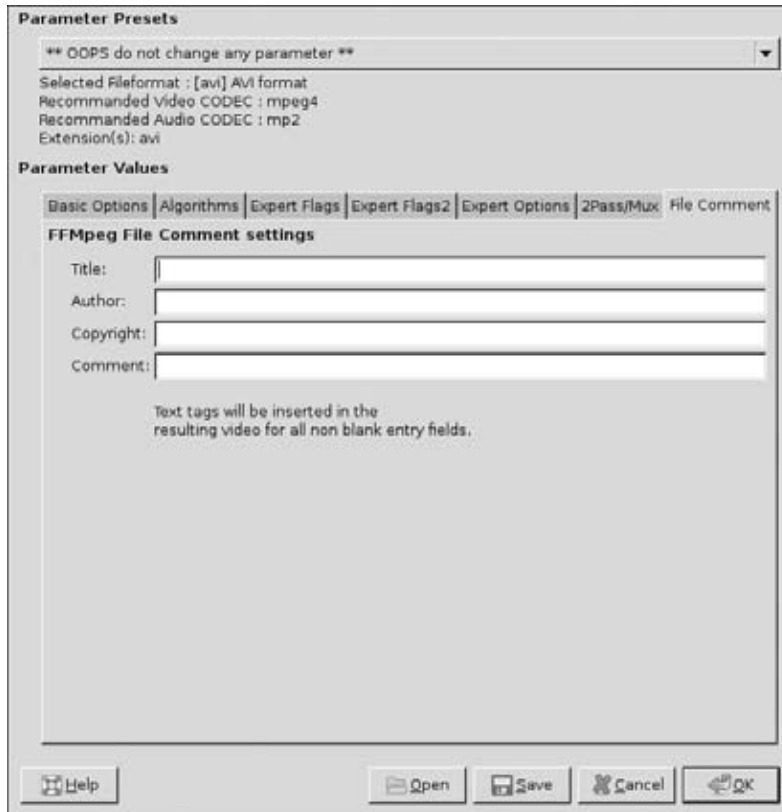 Parameter Presets
** OOPS do not change any parameter **
Selected Fileformat : [avi] AVI format
Recommanded Video CODEC : mpeg4
Recommanded Audio CODEC : mp2
Extension(s): avi
Parameter Values
Basic Options Algorithms Expert Flags Expert Flags2 Expert Options 2Pass/Mux File Comment
FFMpeg File Comment settings
Title:
Author:
Copyright:
Comment:
Text tags will be inserted in the
resulting video for all non blank entry fields.
Help Open Save Cancel OK